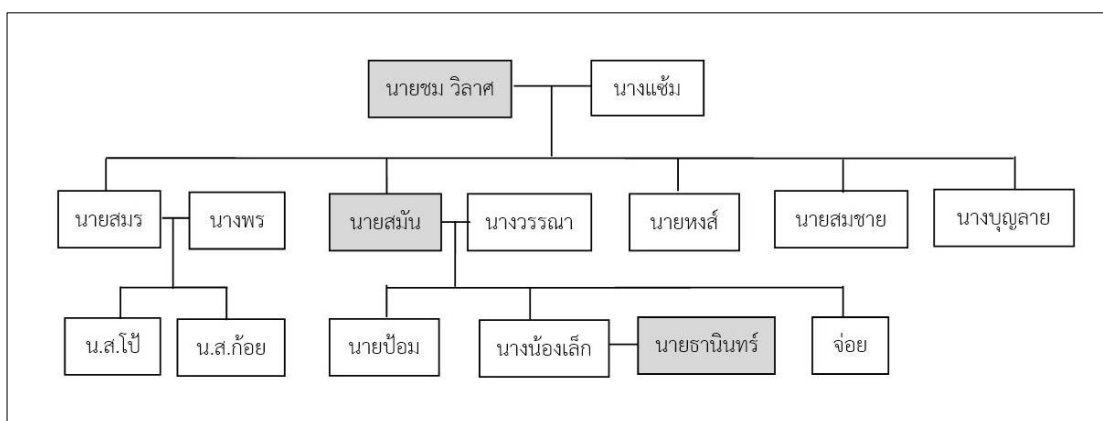 นายชม วิลาศ
นางแช้ม
นายสมร
นางพร
นายสมัน
นางวรรณา
นายหงส์
นายสมชาย
นางบุญลาย
น.ส.โป้
น.ส.ก้อย
นายป้อม
นางน้องเล็ก
นายธานินทร์
จ่อย